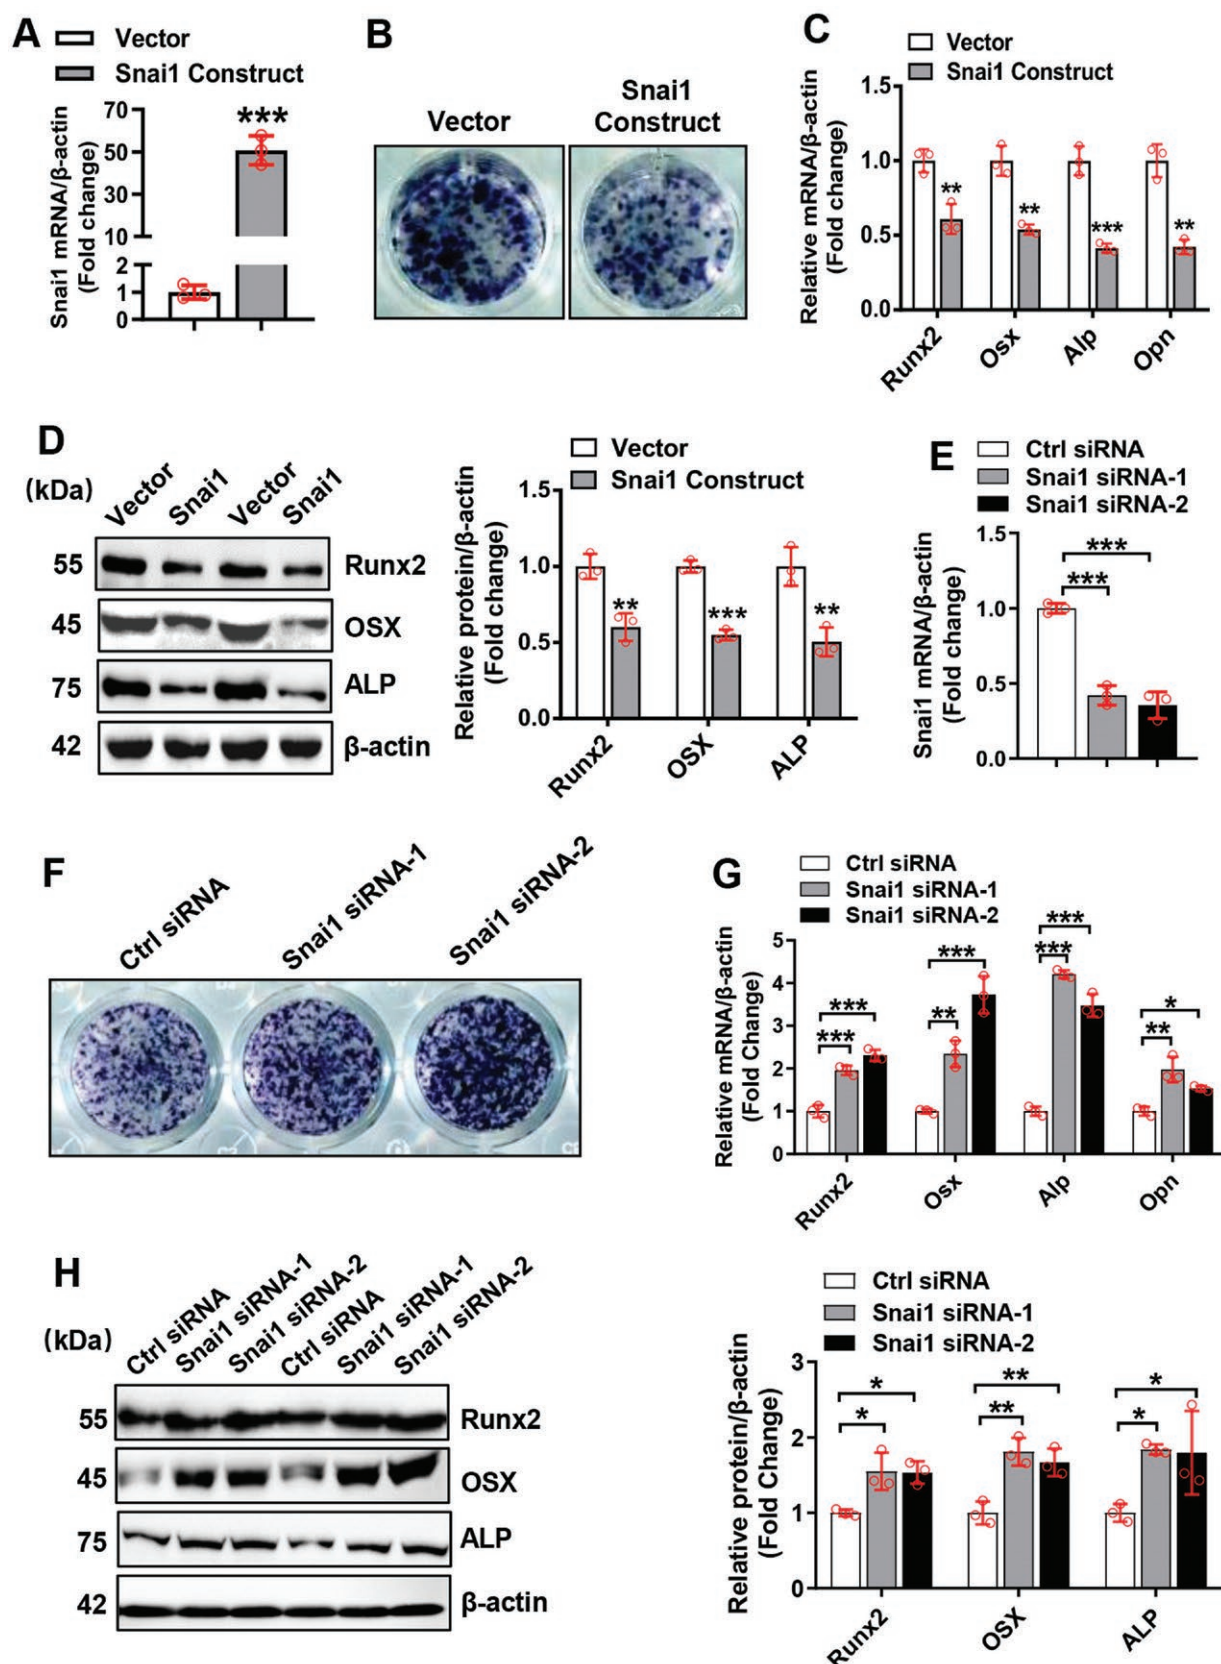 A
Vector
Snai1 Construct
Snai1 mRNA/β-actin
(Fold change)
70
50
30
10
2
1
0
***
B
Vector
Snai1
Construct
C
Vector
Snai1 Construct
Relative mRNA/β-actin
(Fold change)
1.5
1.0
0.5
0.0
**
**
***
**
Runx2
Osx
Alp
Opn
D
(kDa)
Vector
Snai1
Vector
Snai1
55
Runx2
45
OSX
75
ALP
42
β-actin
Vector
Snai1 Construct
Relative protein/β-actin
(Fold change)
1.5
1.0
0.5
0.0
**
***
**
Runx2
OSX
ALP
E
Ctrl siRNA
Snai1 siRNA-1
Snai1 siRNA-2
Snai1 mRNA/β-actin
(Fold change)
1.5
1.0
0.5
0.0
***
***
F
Ctrl siRNA
Snai1 siRNA-1
Snai1 siRNA-2
G
Ctrl siRNA
Snai1 siRNA-1
Snai1 siRNA-2
Relative mRNA/β-actin
(Fold Change)
5
4
3
2
1
0
***
***
***
**
***
***
*
**
Runx2
Osx
Alp
Opn
H
(kDa)
Ctrl siRNA
Snai1 siRNA-1
Snai1 siRNA-2
Ctrl siRNA
Snai1 siRNA-1
Snai1 siRNA-2
55
Runx2
45
OSX
75
ALP
42
β-actin
Ctrl siRNA
Snai1 siRNA-1
Snai1 siRNA-2
Relative protein/β-actin
(Fold Change)
3
2
1
0
*
*
**
**
*
*
Runx2
OSX
ALP